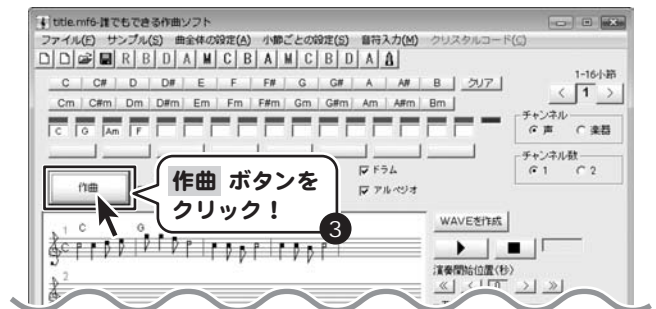 title.mf6-誰でもできる作曲ソフト
ファイル(F) サンプル(S) 曲全体の設定(A) 小節ごとの設定(S) 音符入力(M) クリスタルコード(C)
R B D A M C B A M C B D A
C C# D D# E F F# G G# A A# B クリア
1-16小節
< 1 >
Cm C#m Dm D#m Em Fm F#m Gm G#m Am A#m Bm
チャンネル
声 楽器
C G Am F
チャンネル数
1 2
作曲
作曲 ボタンを
クリック！
3
ドラム
アルペジオ
WAVEを作成
1 C G
演奏開始位置(秒)
≪ < 0 > ≫
2